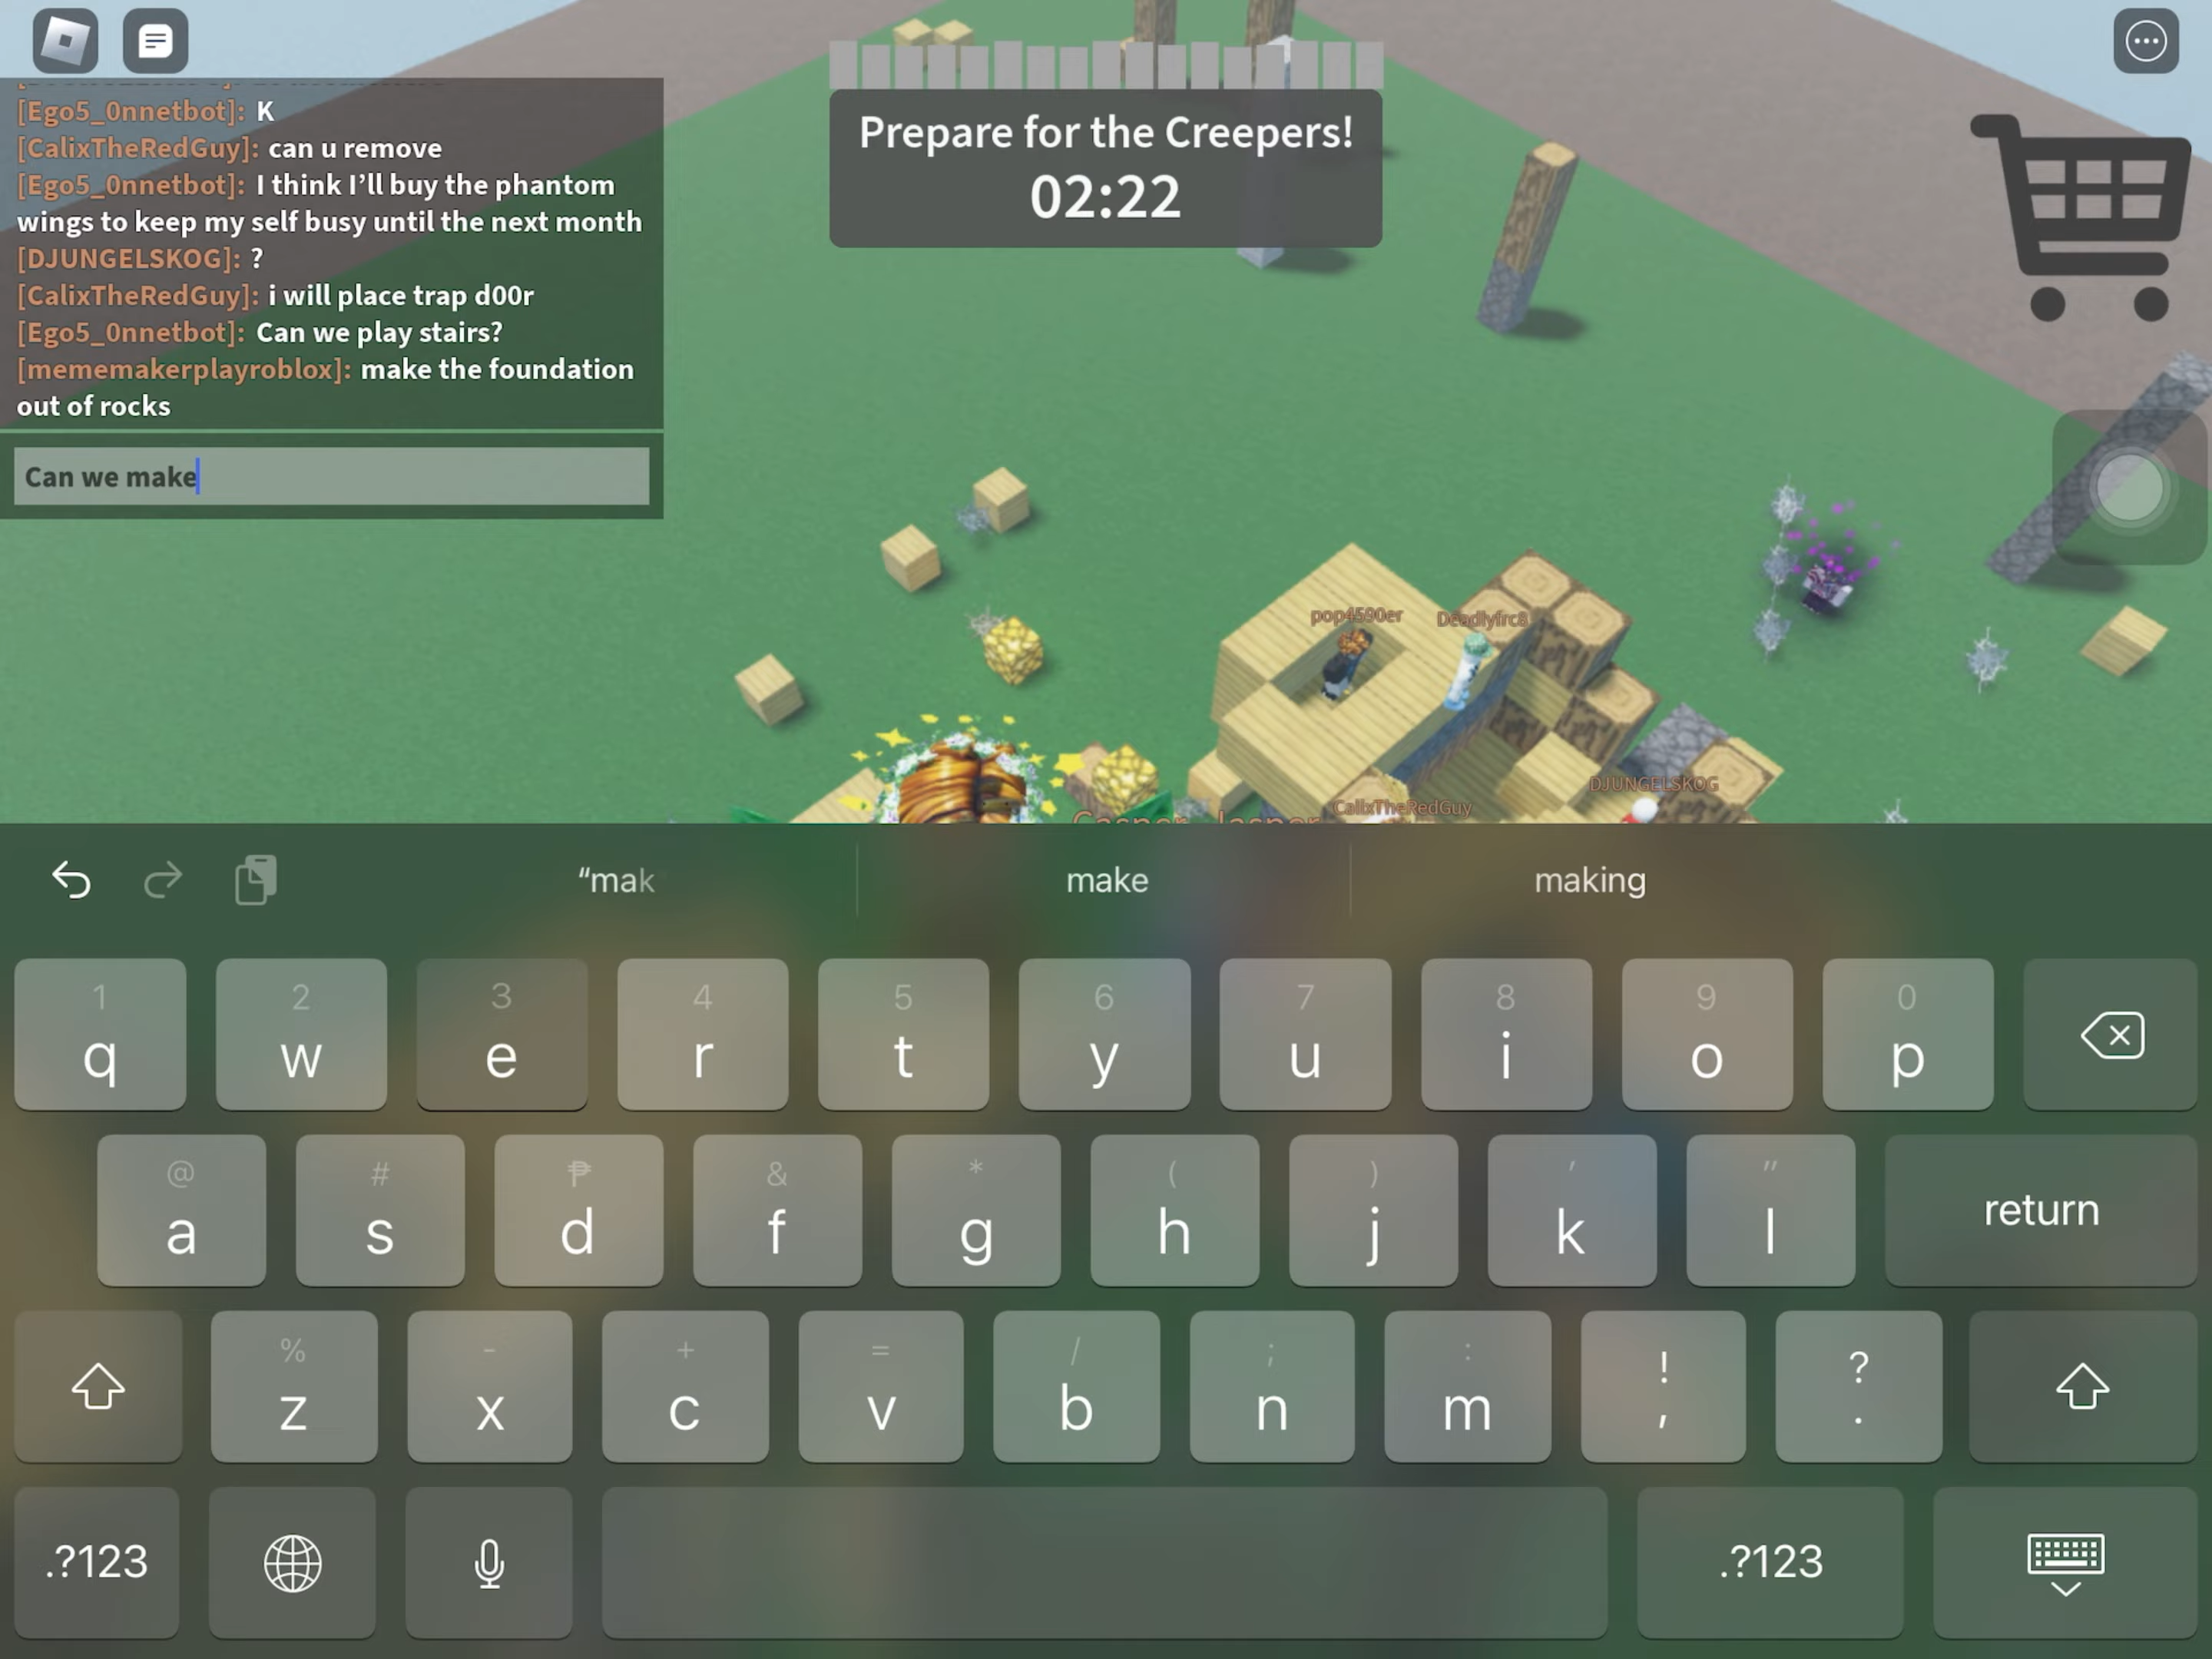 [Ego5_0nnetbot]: K
[CalixTheRedGuy]: can u remove
[Ego5_0nnetbot]: I think I’ll buy the phantom
wings to keep my self busy until the next month
[DJUNGELSKOG]: ?
[CalixTheRedGuy]: i will place trap d00r
[Ego5_0nnetbot]: Can we play stairs?
[mememakerplayroblox]: make the foundation
out of rocks
Can we make
Prepare for the Creepers!
02:22
pop4590er
Deadlyfrc8
DJUNGELSKOG
CalixTheRedGuy
Casper_Jasper
“mak
make
making
1 2 3 4 5 6 7 8 9 0
q w e r t y u i o p
@ # ₱ & * ( ) ' "
a s d f g h j k l return
% - + = / ; : ! ?
z x c v b n m , .
.?123 .?123